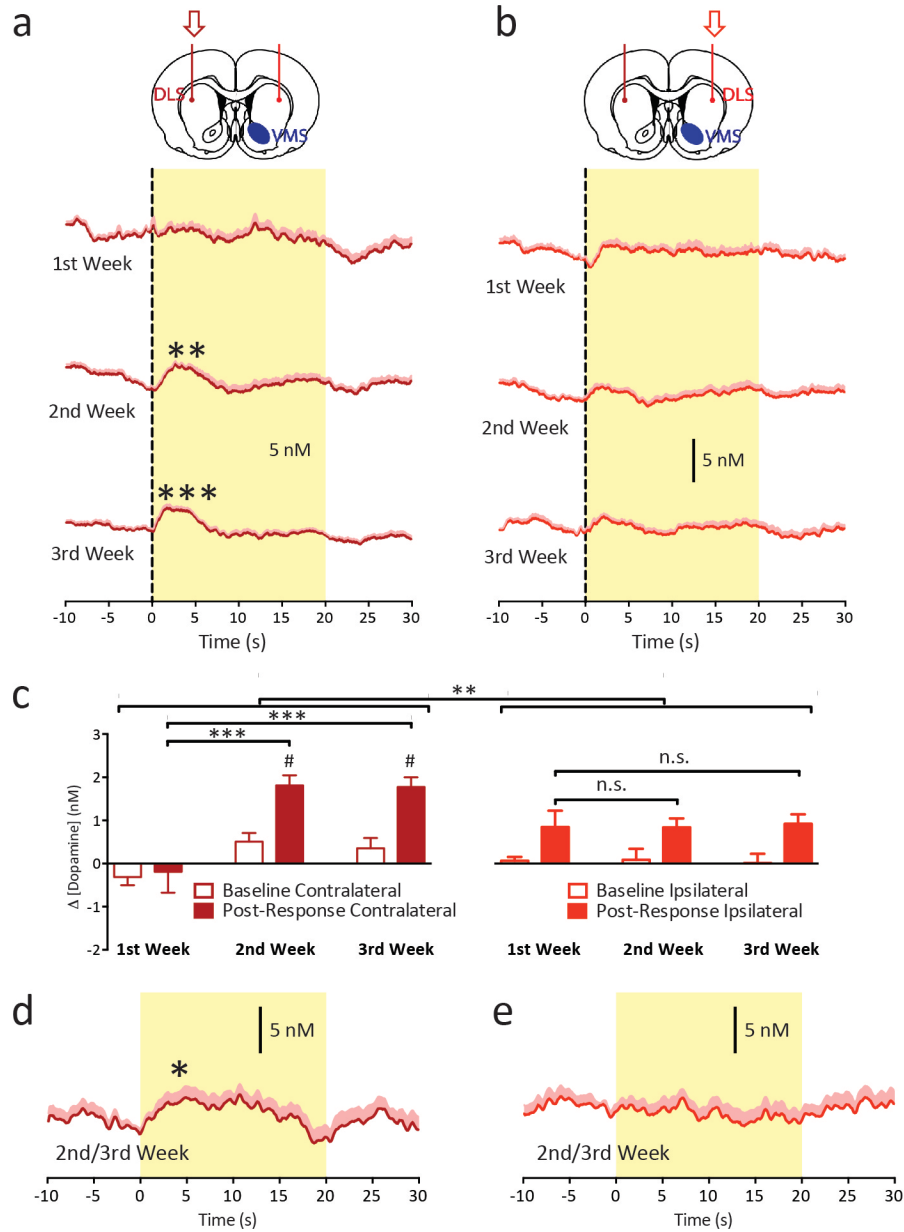 a
DLS
VMS
1st Week
**
2nd Week
5 nM
***
3rd Week
-10 -5 0 5 10 15 20 25 30
Time (s)
b
DLS
VMS
1st Week
2nd Week
5 nM
3rd Week
-10 -5 0 5 10 15 20 25 30
Time (s)
c
**
***
***
# #
n.s.
n.s.
3
2
1
0
-1
-2
Δ [Dopamine] (nM)
Baseline Contralateral
Post-Response Contralateral
Baseline Ipsilateral
Post-Response Ipsilateral
1st Week 2nd Week 3rd Week
1st Week 2nd Week 3rd Week
d
5 nM
*
2nd/3rd Week
-10 -5 0 5 10 15 20 25 30
Time (s)
e
5 nM
2nd/3rd Week
-10 -5 0 5 10 15 20 25 30
Time (s)